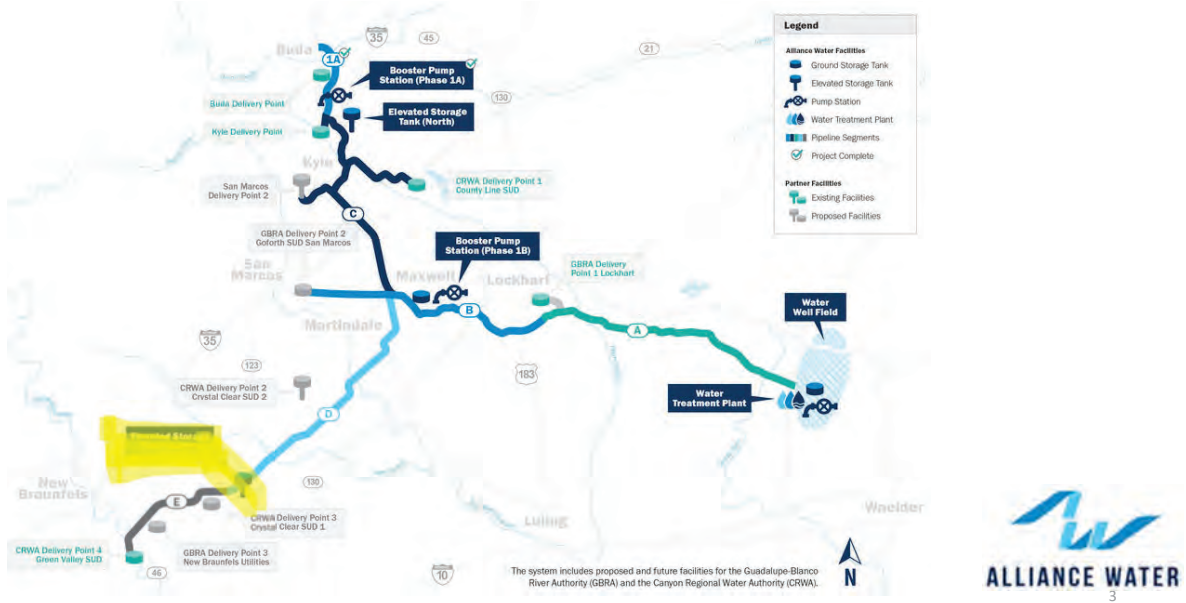 Buda
35
45
21
1A
Booster Pump
Station (Phase 1A)
130
Buda Delivery Point
Elevated Storage
Tank (North)
Kyle Delivery Point
Kyle
San Marcos
Delivery Point 2
CRWA Delivery Point 1
County Line SUD
C
GBRA Delivery Point 2
Goforth SUD San Marcos
Booster Pump
Station (Phase 1B)
San
Marcos
Maxwell
Lockhart
GBRA Delivery
Point 1 Lockhart
B
A
Water
Well Field
Martindale
35
123
183
CRWA Delivery Point 2
Crystal Clear SUD 2
Water
Treatment Plant
D
Elevated Storage
New
Braunfels
E
130
CRWA Delivery Point 3
Crystal Clear SUD 1
Luling
Waelder
CRWA Delivery Point 4
Green Valley SUD
GBRA Delivery Point 3
New Braunfels Utilities
46
10
The system includes proposed and future facilities for the Guadalupe-Blanco
River Authority (GBRA) and the Canyon Regional Water Authority (CRWA).
N
Legend
Alliance Water Facilities
Ground Storage Tank
Elevated Storage Tank
Pump Station
Water Treatment Plant
Pipeline Segments
Project Complete
Partner Facilities
Existing Facilities
Proposed Facilities
ALLIANCE WATER
3